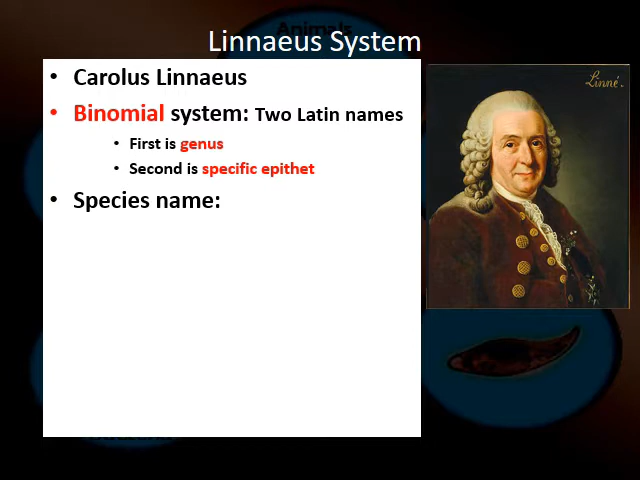 Animals
Linnaeus System
• Carolus Linnaeus
• Binomial system: Two Latin names
• First is genus
• Second is specific epithet
• Species name:
Linné.